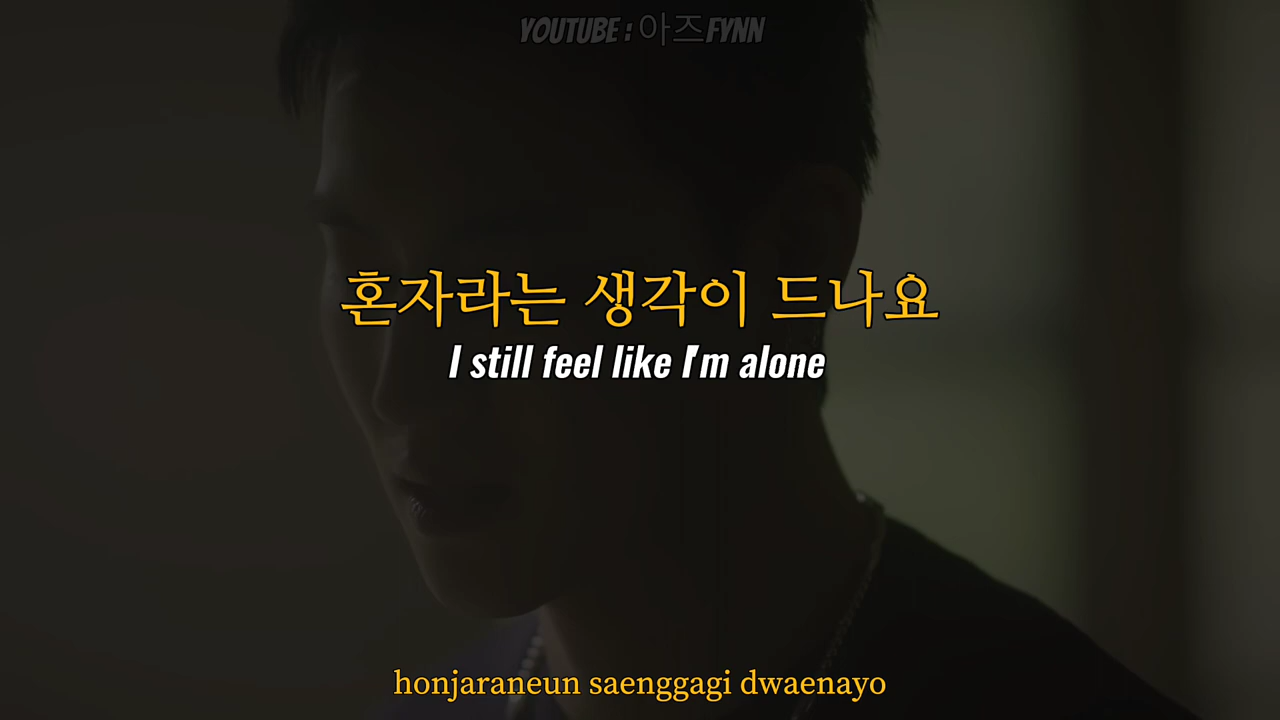 YOUTUBE : 아즈FYNN
혼자라는 생각이 드나요
I still feel like I'm alone
honjaraneun saenggagi dwaenayo